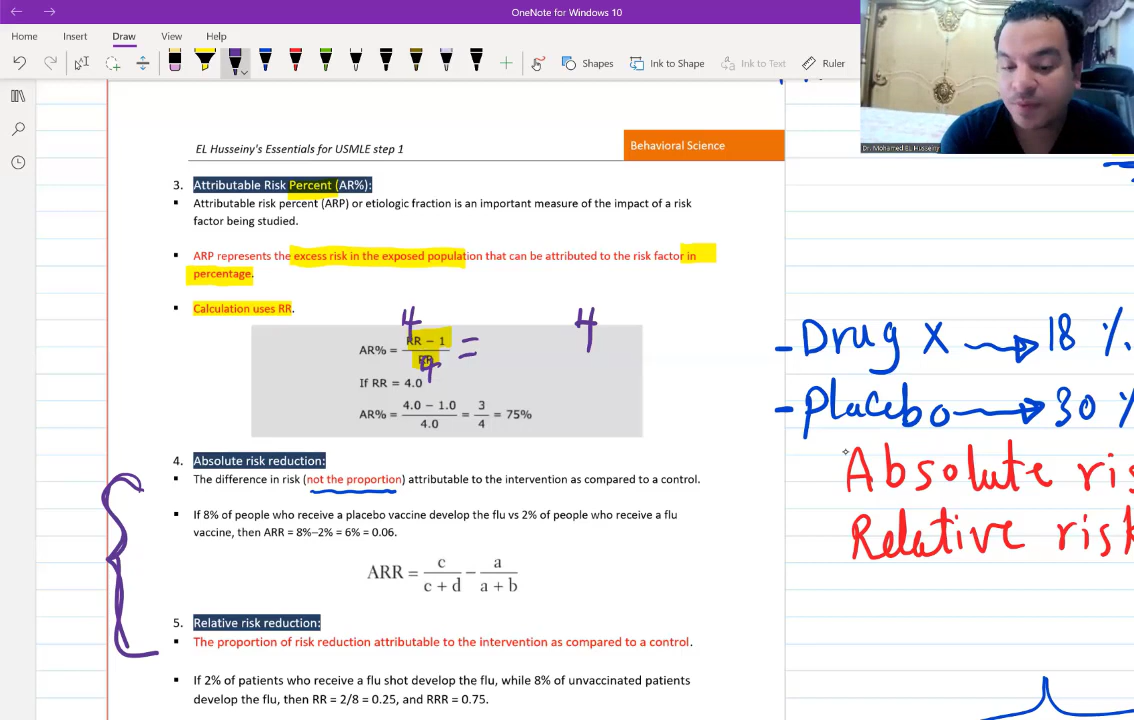 OneNote for Windows 10
Home Insert Draw View Help
Shapes Ink to Shape Ink to Text Ruler
Dr. Mohamed EL Husseiny
EL Husseiny's Essentials for USMLE step 1
Behavioral Science
3. Attributable Risk Percent (AR%):
▪ Attributable risk percent (ARP) or etiologic fraction is an important measure of the impact of a risk
factor being studied.
▪ ARP represents the excess risk in the exposed population that can be attributed to the risk factor in
percentage.
▪ Calculation uses RR.
4 4
AR% = RR – 1 / RR =
4
If RR = 4.0
AR% = 4.0 – 1.0 / 4.0 = 3 / 4 = 75%
4. Absolute risk reduction:
▪ The difference in risk (not the proportion) attributable to the intervention as compared to a control.
▪ If 8% of people who receive a placebo vaccine develop the flu vs 2% of people who receive a flu
vaccine, then ARR = 8%–2% = 6% = 0.06.
ARR = c / c + d − a / a + b
5. Relative risk reduction:
▪ The proportion of risk reduction attributable to the intervention as compared to a control.
▪ If 2% of patients who receive a flu shot develop the flu, while 8% of unvaccinated patients
develop the flu, then RR = 2/8 = 0.25, and RRR = 0.75.
- Drug X → 18 %.
- Placebo → 30 %
Absolute ris
Relative risk